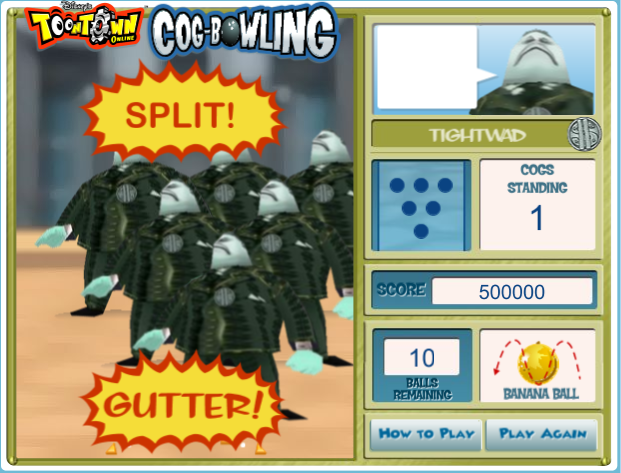 Disney's
TOONTOWN
ONLINE
COG-BOWLING
SPLIT!
GUTTER!
TIGHTWAD
COGS
STANDING
1
SCORE
500000
10
BALLS
REMAINING
BANANA BALL
HOW TO PLAY
PLAY AGAIN